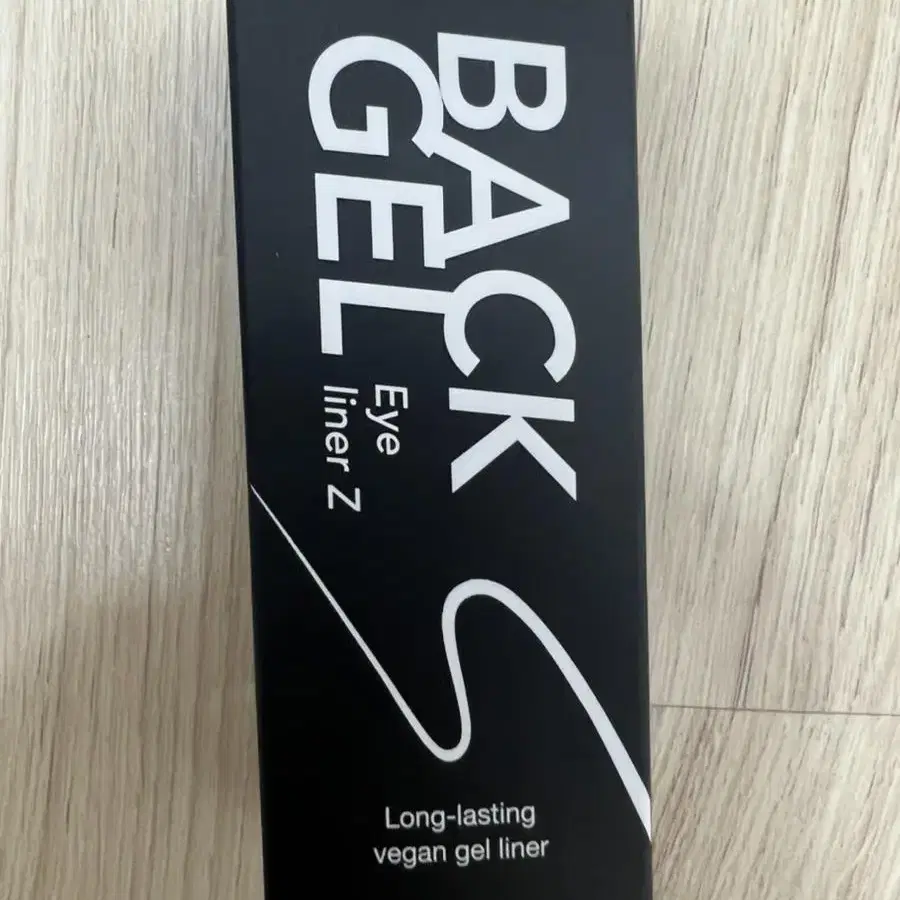 BACK
GEL
Eye
liner Z
Long-lasting
vegan gel liner